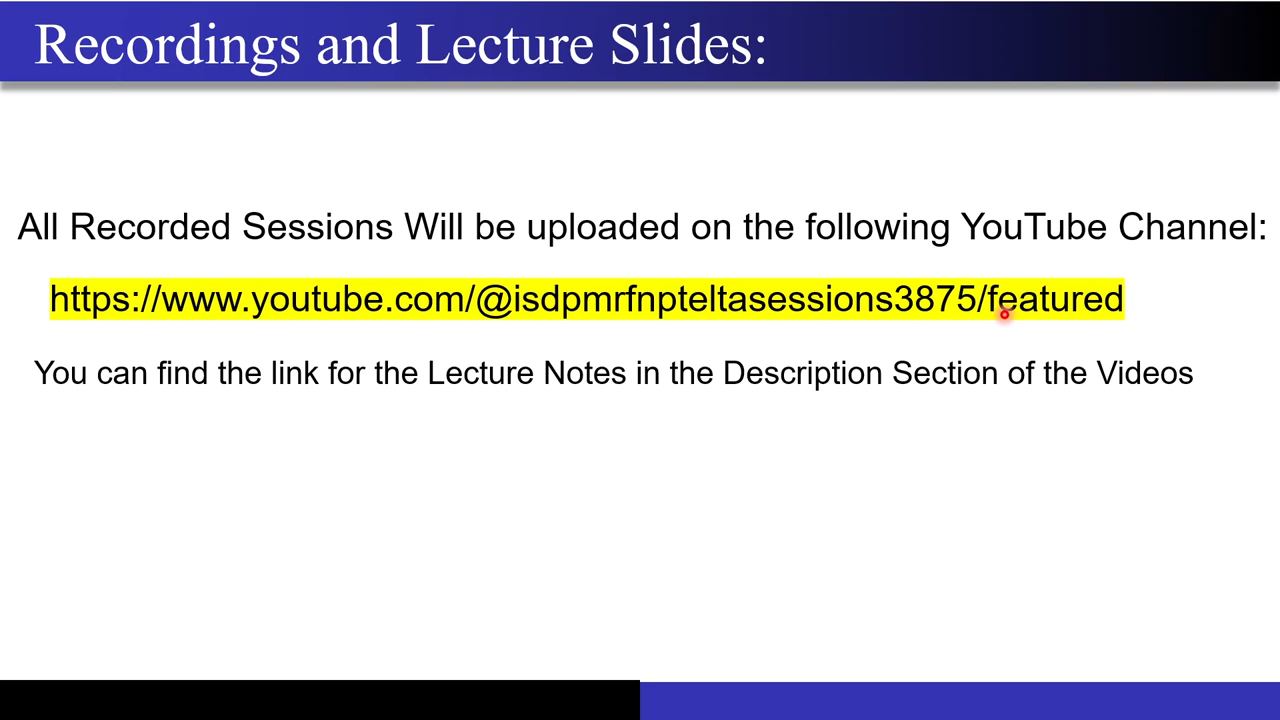 Recordings and Lecture Slides:
All Recorded Sessions Will be uploaded on the following YouTube Channel:
https://www.youtube.com/@isdpmrfnpteltasessions3875/featured
You can find the link for the Lecture Notes in the Description Section of the Videos